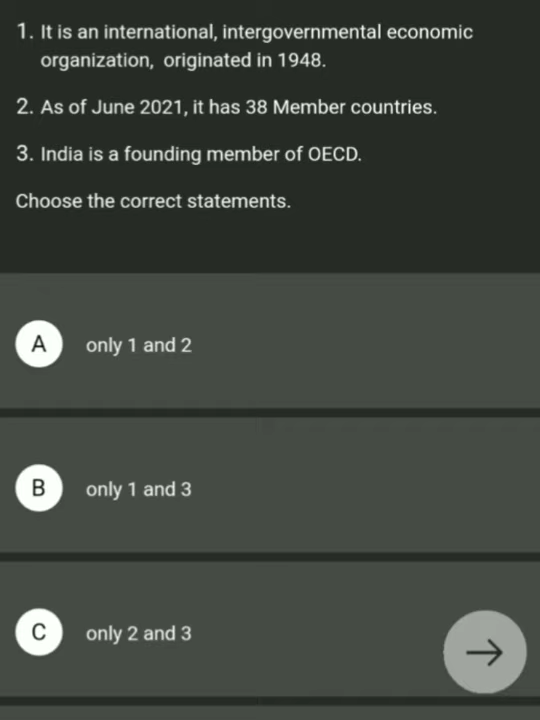 1. It is an international, intergovernmental economic
organization, originated in 1948.
2. As of June 2021, it has 38 Member countries.
3. India is a founding member of OECD.
Choose the correct statements.
A only 1 and 2
B only 1 and 3
C only 2 and 3